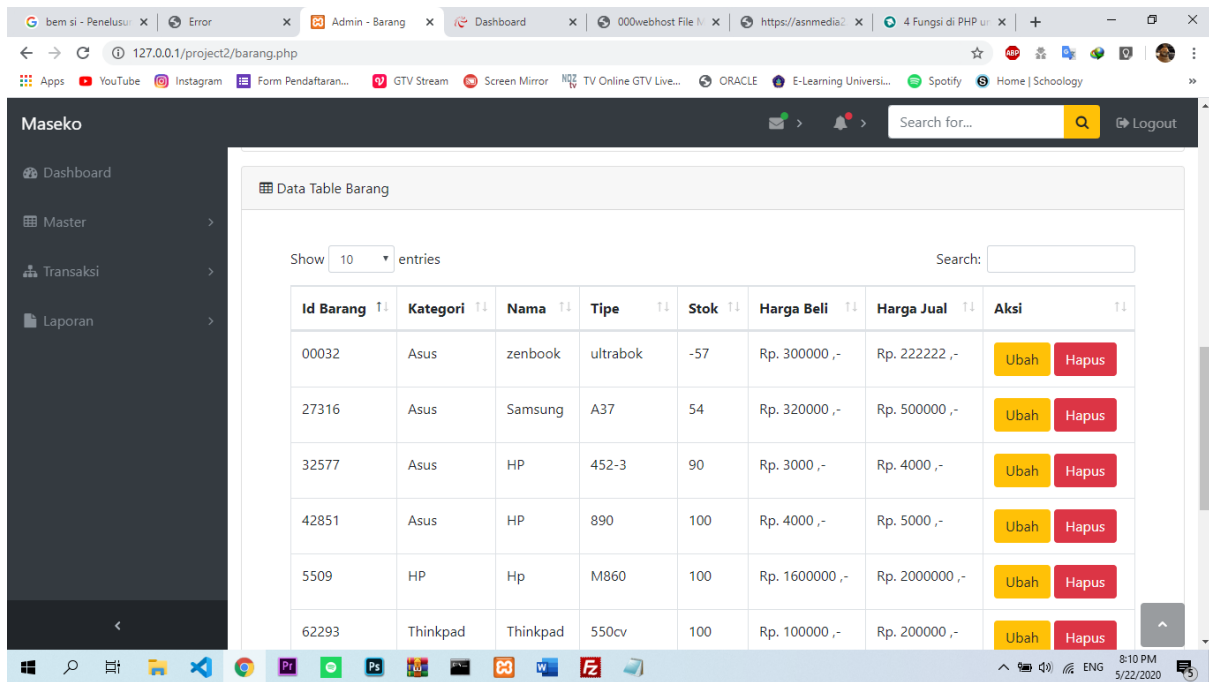 bem si - Penelusur
Error
Admin - Barang
Dashboard
000webhost File M
https://asnmedia2
4 Fungsi di PHP un
127.0.0.1/project2/barang.php
ABP
Apps
YouTube
Instagram
Form Pendaftaran...
GTV Stream
Screen Mirror
TV Online GTV Live...
ORACLE
E-Learning Universi...
Spotify
Home | Schoology
Maseko
Search for...
Logout
Dashboard
Master
Transaksi
Laporan
Data Table Barang
Show 10 entries
Search:
Id Barang Kategori Nama Tipe Stok Harga Beli Harga Jual Aksi
00032 Asus zenbook ultrabok -57 Rp. 300000 ,- Rp. 222222 ,- Ubah Hapus
27316 Asus Samsung A37 54 Rp. 320000 ,- Rp. 500000 ,- Ubah Hapus
32577 Asus HP 452-3 90 Rp. 3000 ,- Rp. 4000 ,- Ubah Hapus
42851 Asus HP 890 100 Rp. 4000 ,- Rp. 5000 ,- Ubah Hapus
5509 HP Hp M860 100 Rp. 1600000 ,- Rp. 2000000 ,- Ubah Hapus
62293 Thinkpad Thinkpad 550cv 100 Rp. 100000 ,- Rp. 200000 ,- Ubah Hapus
Pr
Ps
ENG
8:10 PM
5/22/2020
5